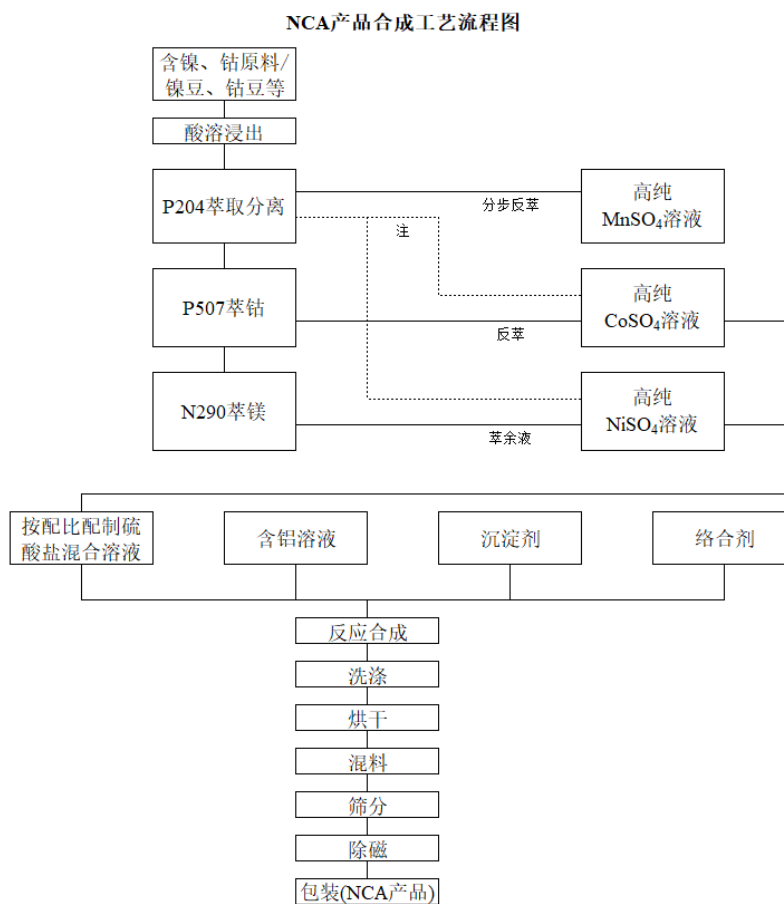 NCA产品合成工艺流程图
含镍、钴原料/
镍豆、钴豆等
酸溶浸出
P204萃取分离
分步反萃
高纯
MnSO₄溶液
注
P507萃钴
反萃
高纯
CoSO₄溶液
N290萃镁
萃余液
高纯
NiSO₄溶液
按配比配制硫
酸盐混合溶液
含铝溶液
沉淀剂
络合剂
反应合成
洗涤
烘干
混料
筛分
除磁
包装(NCA产品)